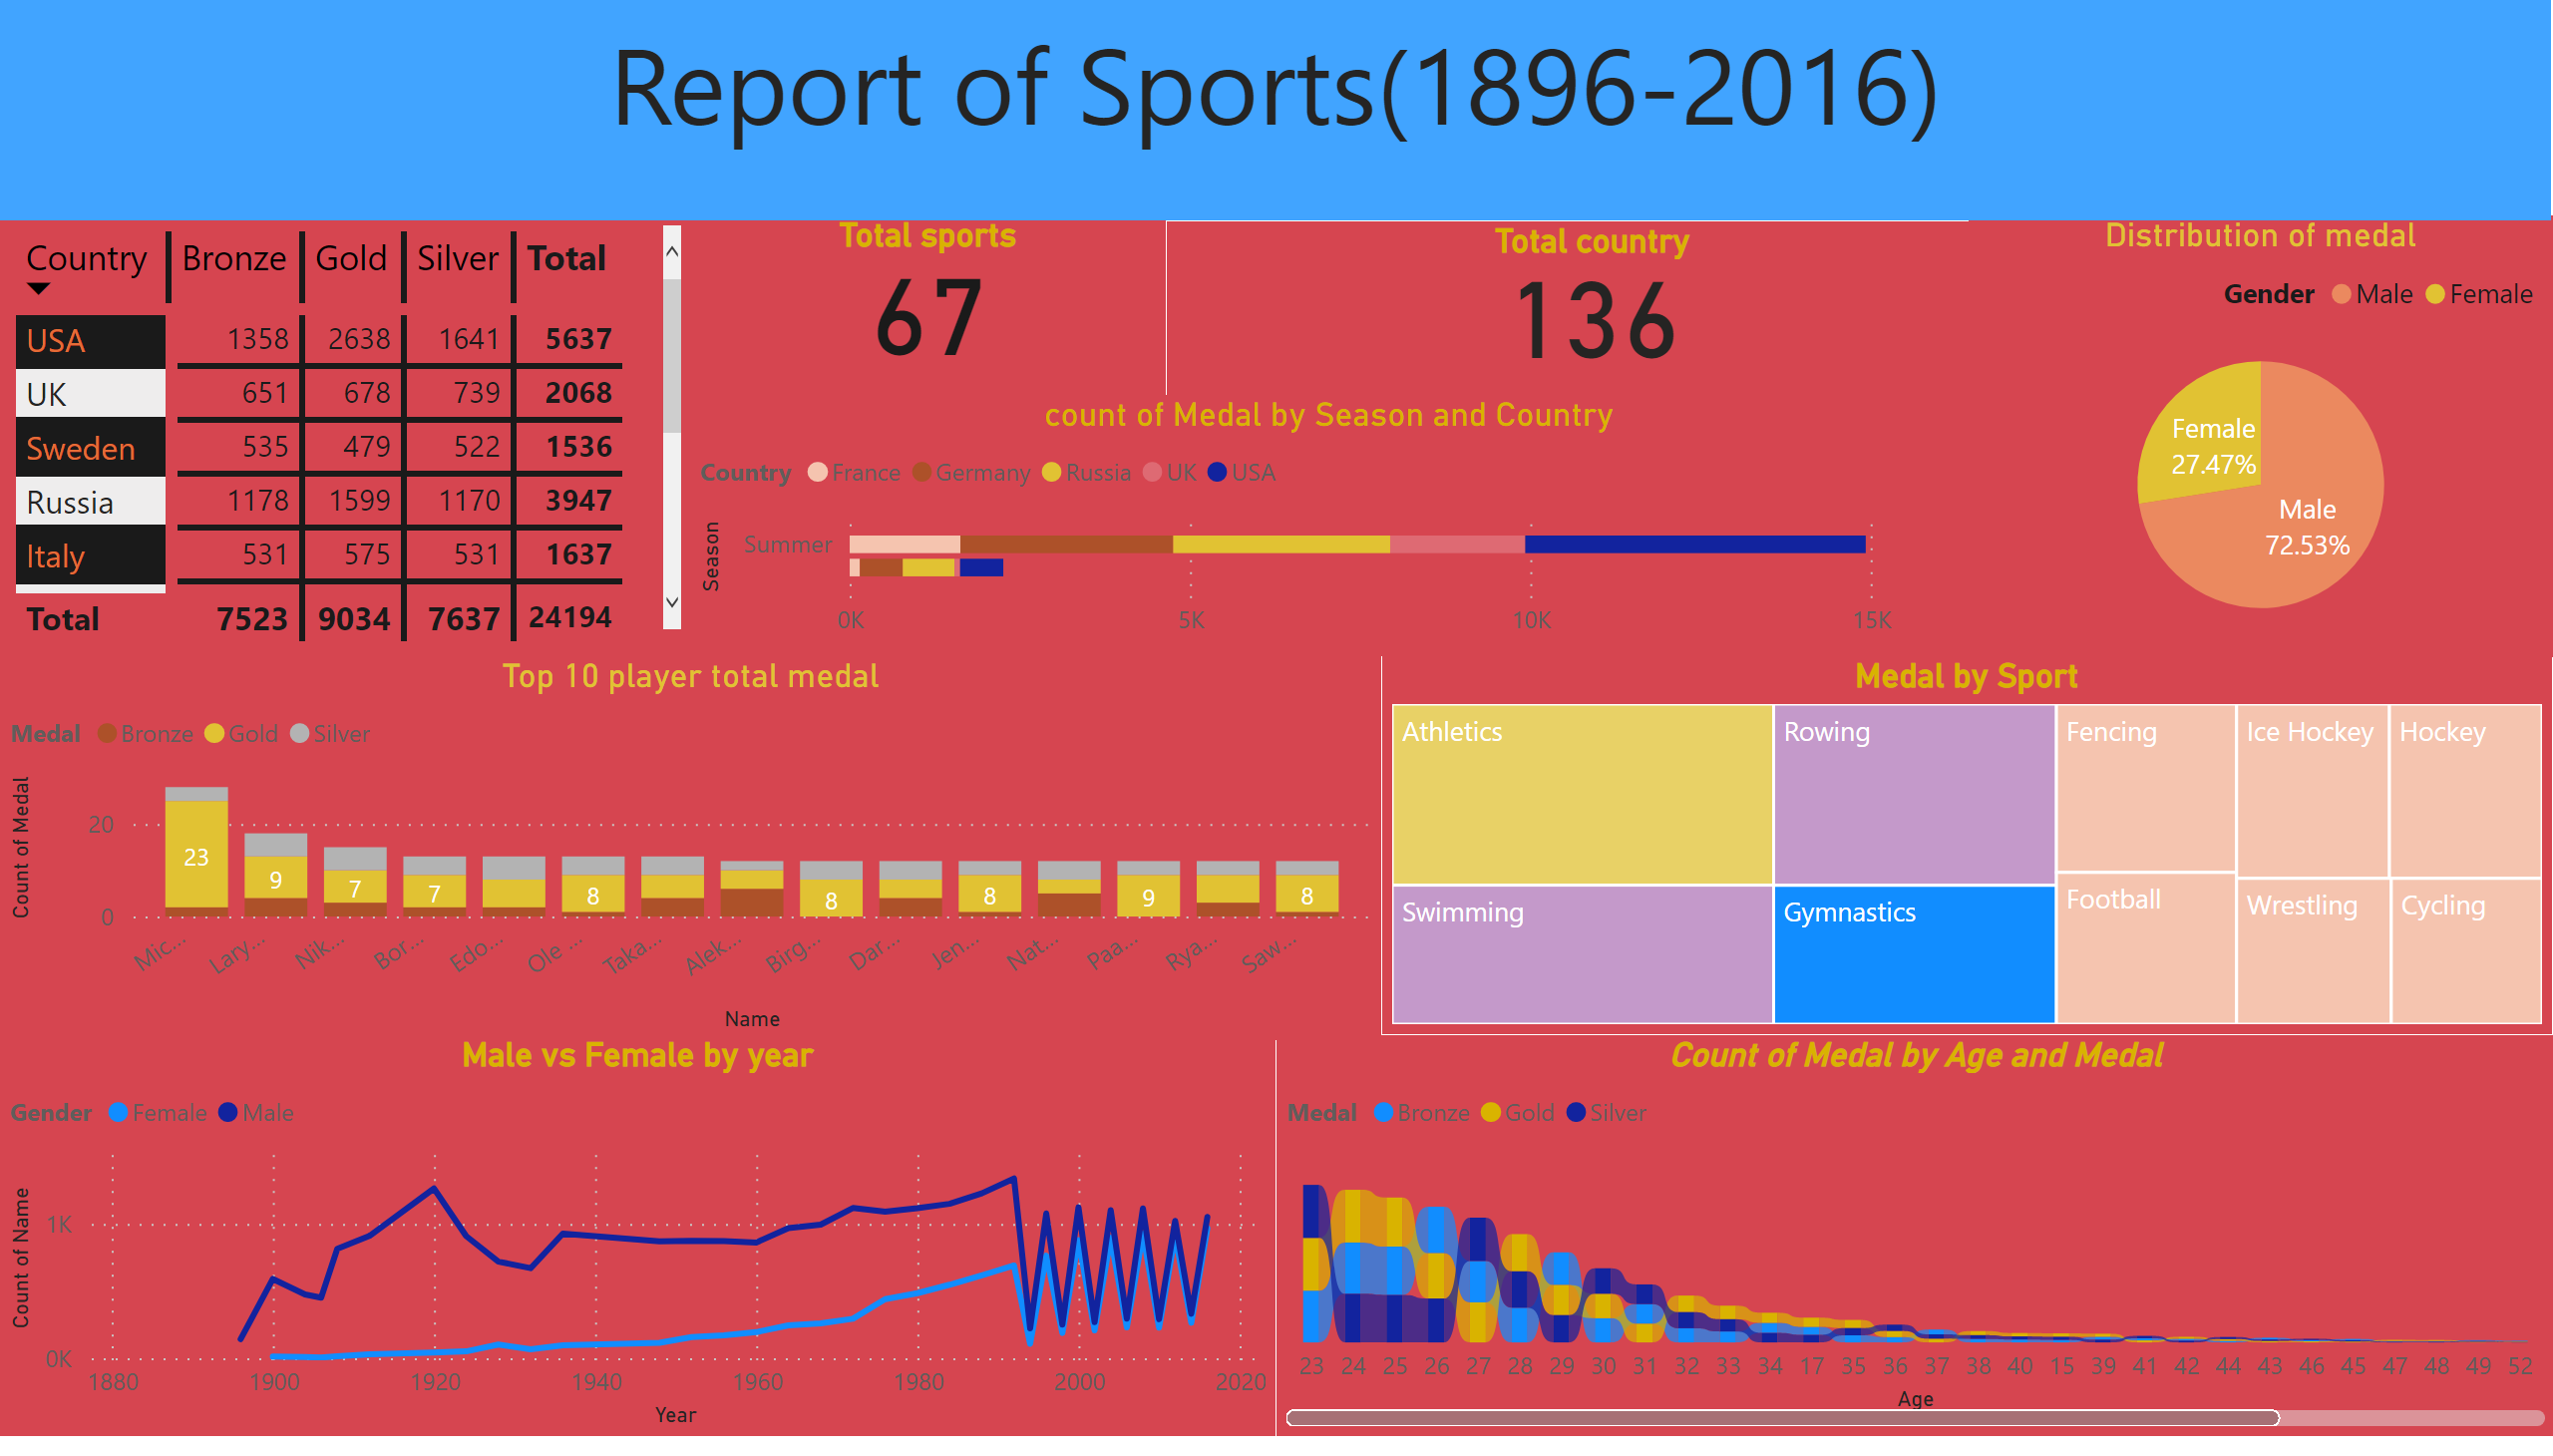 Report of Sports(1896-2016)
Country Bronze Gold Silver Total
USA 1358 2638 1641 5637
UK 651 678 739 2068
Sweden 535 479 522 1536
Russia 1178 1599 1170 3947
Italy 531 575 531 1637
Total 7523 9034 7637 24194
Total sports
67
Total country
136
count of Medal by Season and Country
Country France Germany Russia UK USA
Season
Summer
0K 5K 10K 15K
Distribution of medal
Gender Male Female
Female
27.47%
Male
72.53%
Top 10 player total medal
Medal Bronze Gold Silver
Count of Medal
20
0
23 9 7 7 8 8 8 9 8
Mic... Lary... Nik... Bor... Edo... Ole ... Taka... Alek... Birg... Dar... Jen... Nat... Paa... Rya... Saw...
Name
Medal by Sport
Athletics Rowing Fencing Ice Hockey Hockey
Swimming Gymnastics Football Wrestling Cycling
Male vs Female by year
Gender Female Male
Count of Name
1K
0K
1880 1900 1920 1940 1960 1980 2000 2020
Year
Count of Medal by Age and Medal
Medal Bronze Gold Silver
23 24 25 26 27 28 29 30 31 32 33 34 17 35 36 37 38 40 15 39 41 42 44 43 46 45 47 48 49 52
Age